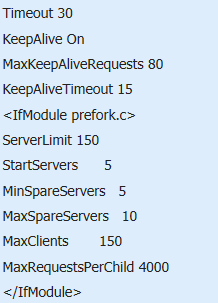 Timeout 30
KeepAlive On
MaxKeepAliveRequests 80
KeepAliveTimeout 15
<IfModule prefork.c>
ServerLimit 150
StartServers 5
MinSpareServers 5
MaxSpareServers 10
MaxClients 150
MaxRequestsPerChild 4000
</IfModule>